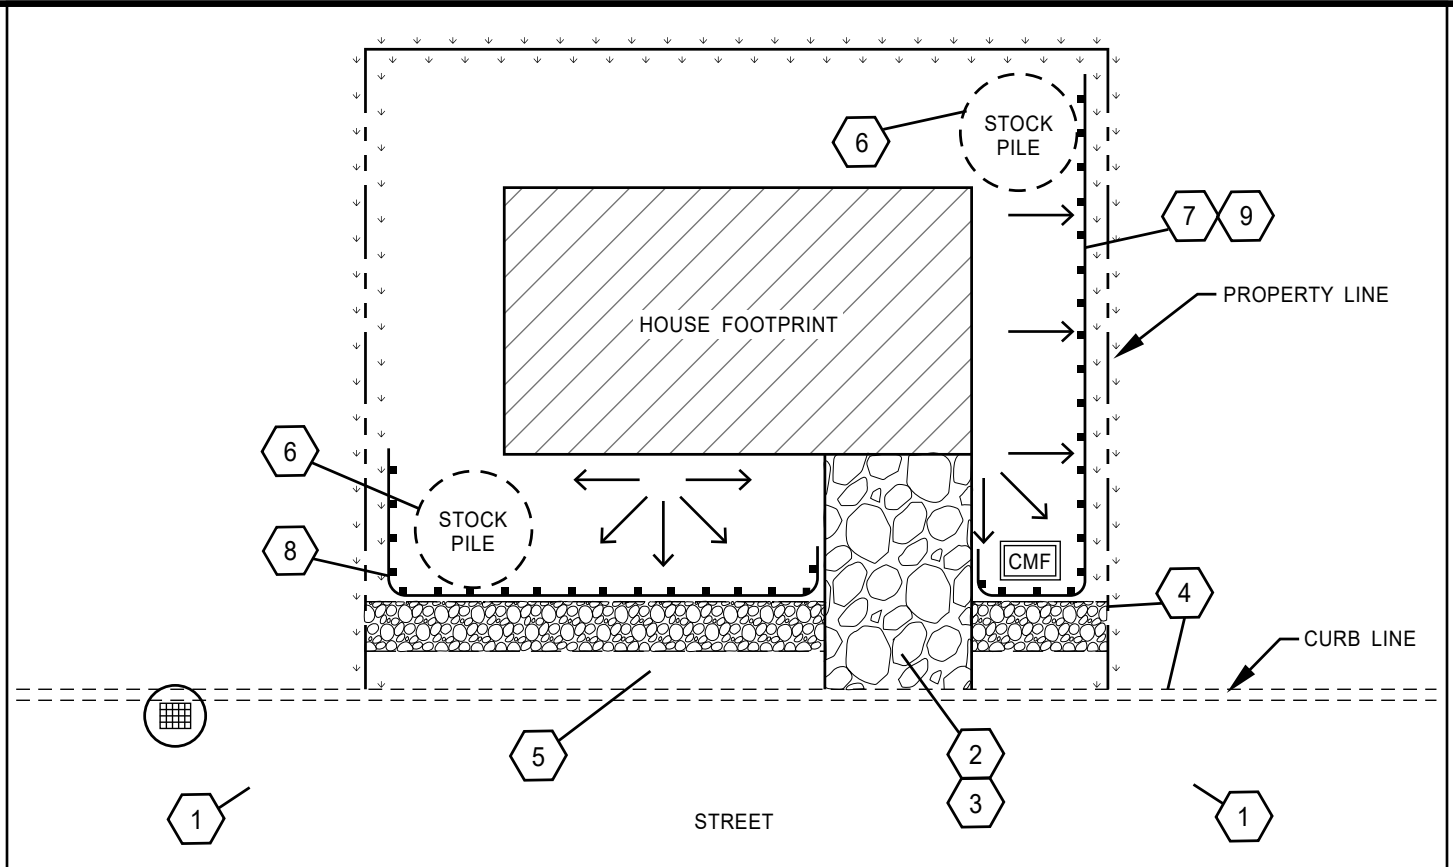 STOCK
PILE
6
7 9
PROPERTY LINE
HOUSE FOOTPRINT
6
STOCK
PILE
8
CMF
4
CURB LINE
5
2
3
1
STREET
1